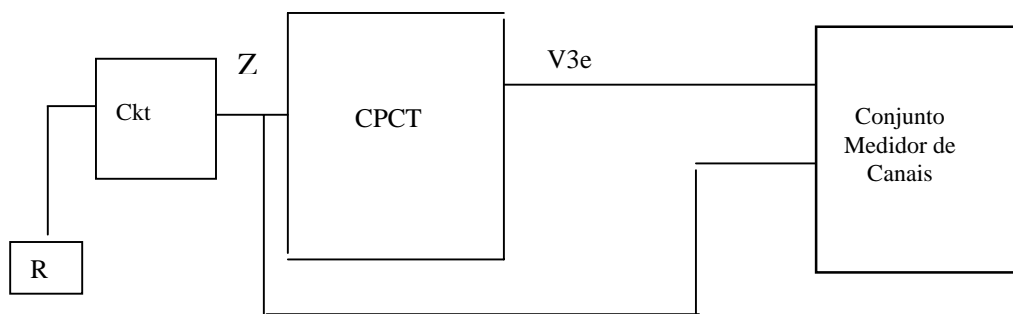 Z
V3e
Ckt
CPCT
Conjunto
Medidor de
Canais
R